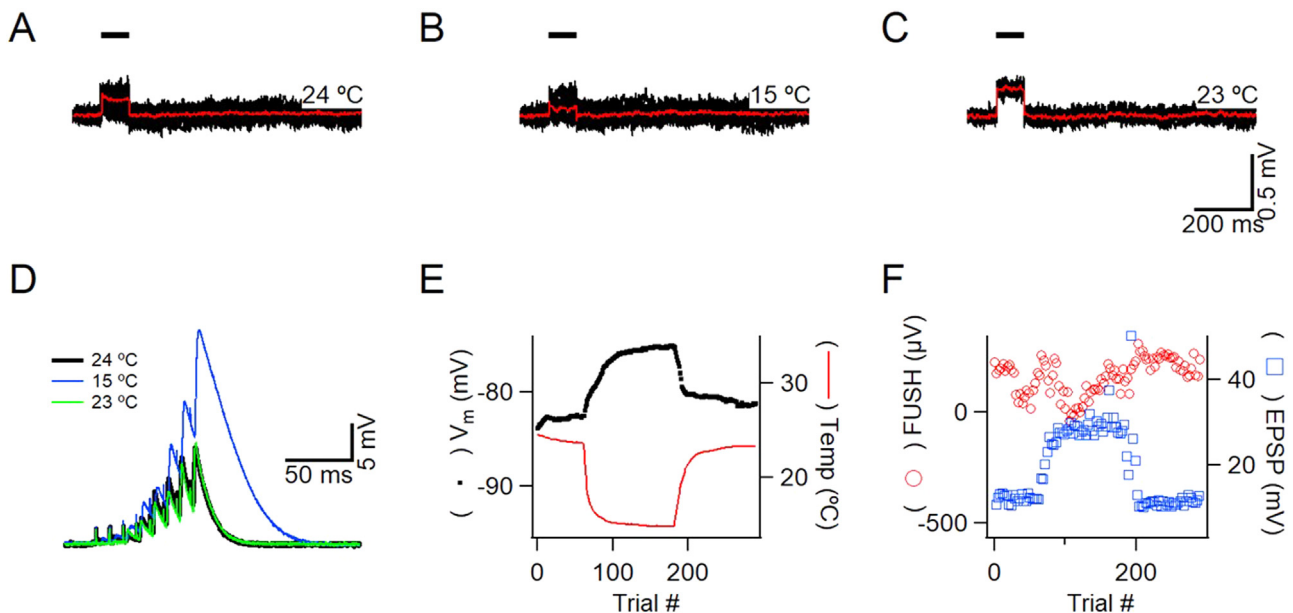 A
B
C
24 ºC
15 ºC
23 ºC
0.5 mV
200 ms
D
E
F
24 ºC
15 ºC
23 ºC
5 mV
50 ms
( ▪ ) Vm (mV)
-80
-90
30
20
( — ) Temp (ºC)
0
100
200
Trial #
( ○ ) FUSH (µV)
0
-500
40
20
( □ ) EPSP (mV)
0
200
Trial #